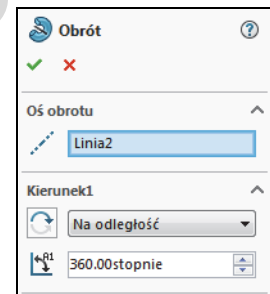 Obrót
Oś obrotu
Linia2
Kierunek1
Na odległość
360.00stopnie